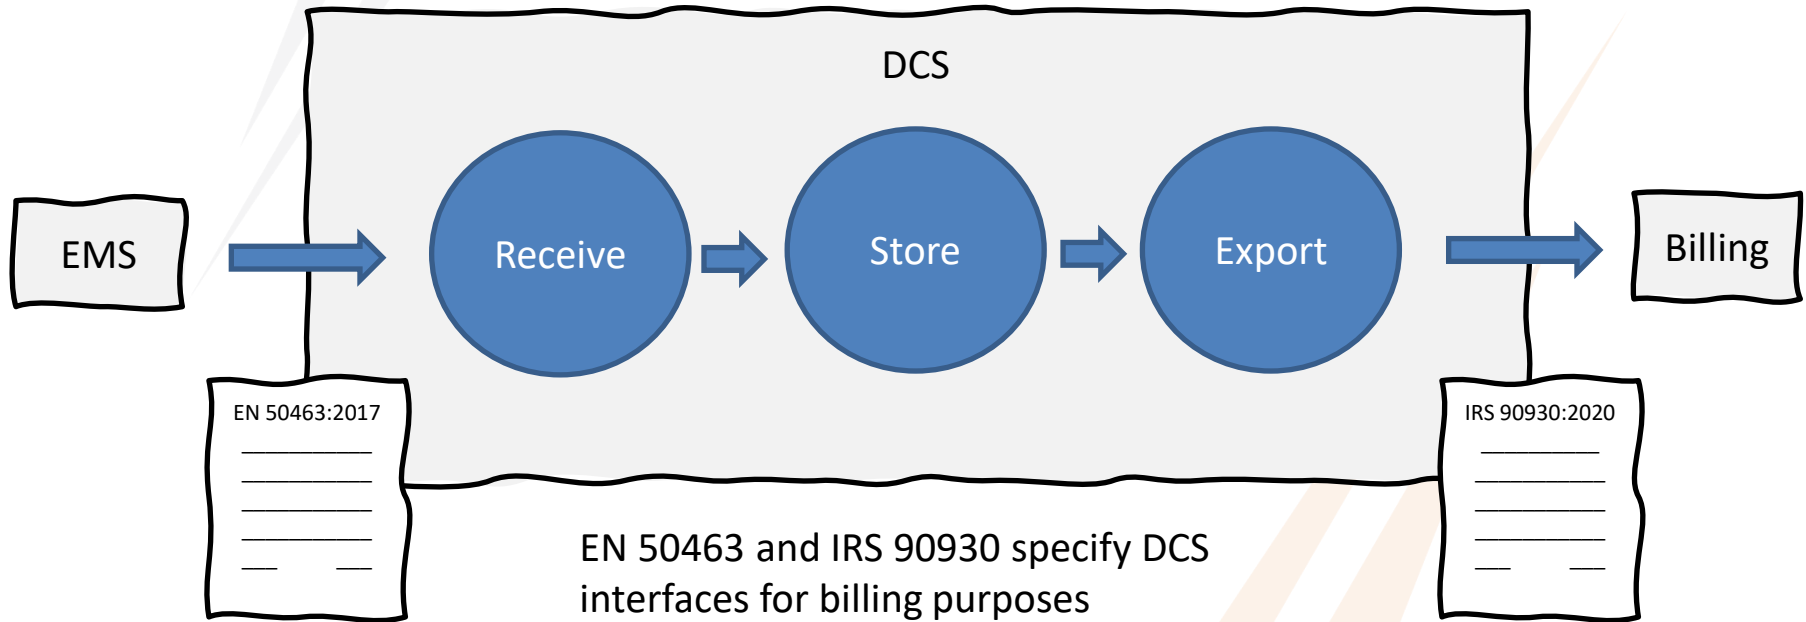 DCS
EMS
Receive
Store
Export
Billing
EN 50463:2017
IRS 90930:2020
EN 50463 and IRS 90930 specify DCS
interfaces for billing purposes